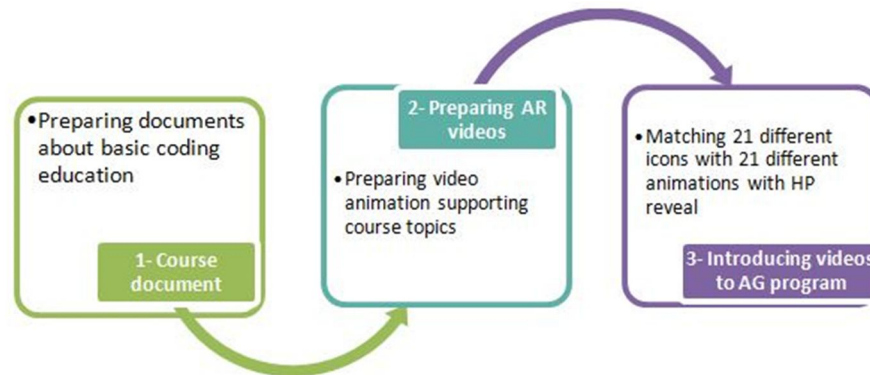 •Preparing documents
about basic coding
education
1- Course
document
2- Preparing AR
videos
•Preparing video
animation supporting
course topics
•Matching 21 different
icons with 21 different
animations with HP
reveal
3- Introducing videos
to AG program